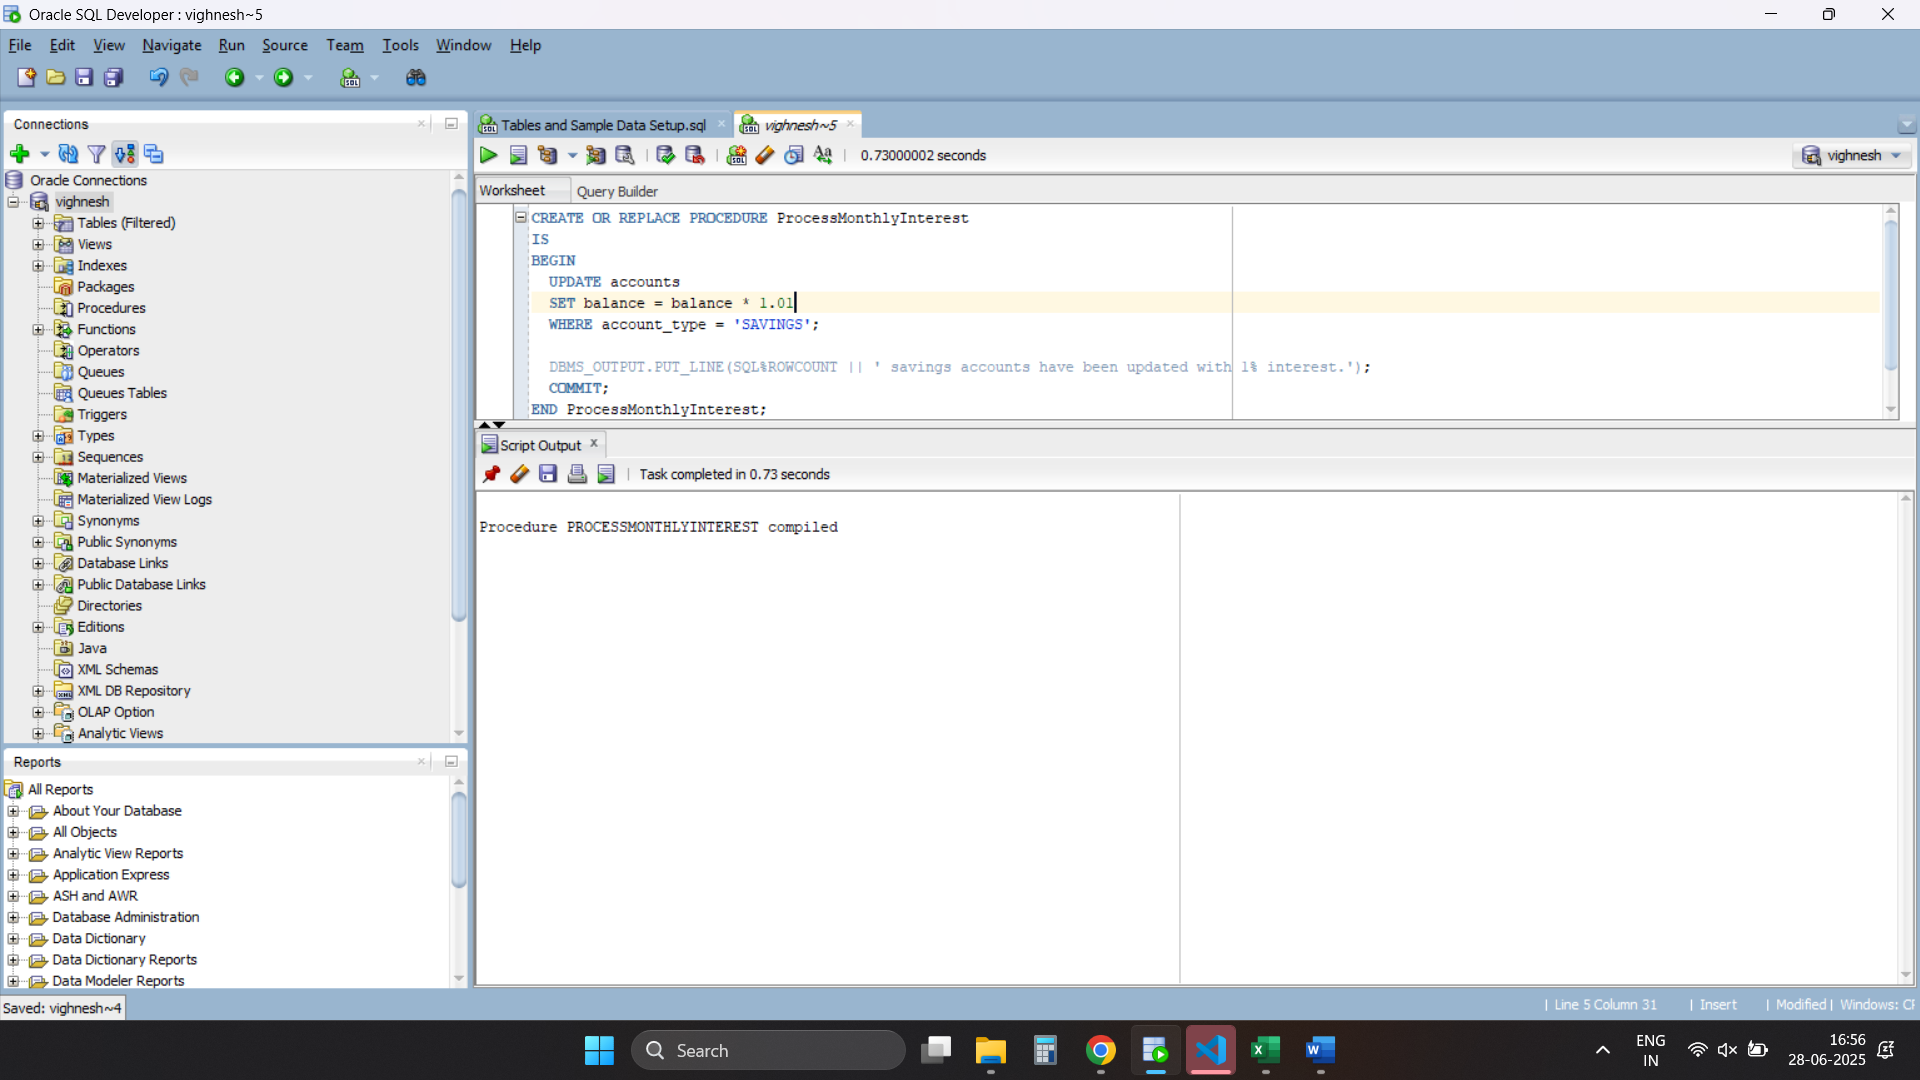 Oracle SQL Developer : vighnesh~5
File Edit View Navigate Run Source Team Tools Window Help
Connections
Oracle Connections
vighnesh
Tables (Filtered)
Views
Indexes
Packages
Procedures
Functions
Operators
Queues
Queues Tables
Triggers
Types
Sequences
Materialized Views
Materialized View Logs
Synonyms
Public Synonyms
Database Links
Public Database Links
Directories
Editions
Java
XML Schemas
XML DB Repository
OLAP Option
Analytic Views
Reports
All Reports
About Your Database
All Objects
Analytic View Reports
Application Express
ASH and AWR
Database Administration
Data Dictionary
Data Dictionary Reports
Data Modeler Reports
Saved: vighnesh~4
Tables and Sample Data Setup.sql vighnesh~5
0.73000002 seconds vighnesh
Worksheet Query Builder
CREATE OR REPLACE PROCEDURE ProcessMonthlyInterest
IS
BEGIN
UPDATE accounts
SET balance = balance * 1.01
WHERE account_type = 'SAVINGS';
DBMS_OUTPUT.PUT_LINE(SQL%ROWCOUNT || ' savings accounts have been updated with 1% interest.');
COMMIT;
END ProcessMonthlyInterest;
Script Output
Task completed in 0.73 seconds
Procedure PROCESSMONTHLYINTEREST compiled
| Line 5 Column 31 | Insert | Modified | Windows: C
Search
ENG
IN
16:56
28-06-2025